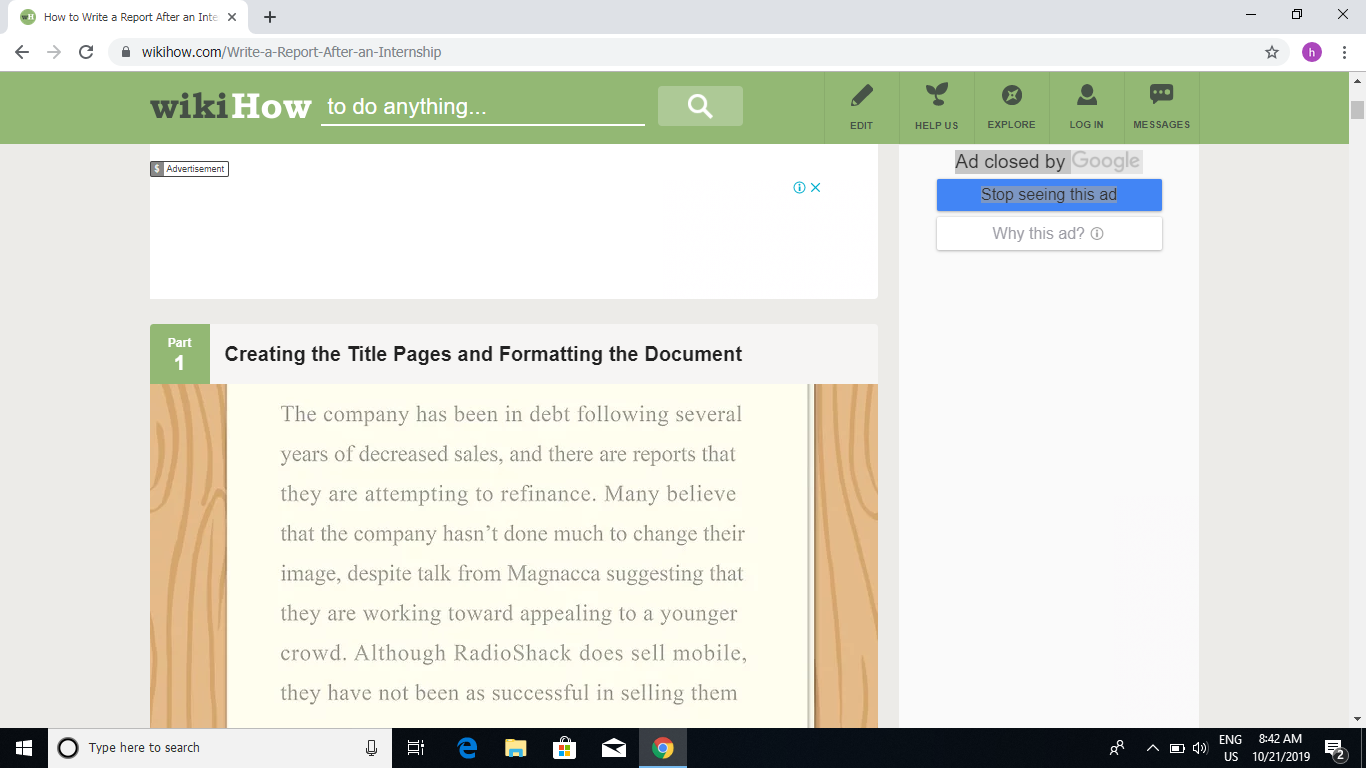 wH How to Write a Report After an Inte
wikihow.com/Write-a-Report-After-an-Internship
h
wikiHow to do anything...
EDIT
HELP US
EXPLORE
LOG IN
MESSAGES
$ Advertisement
Ad closed by Google
Stop seeing this ad
Why this ad?
Part
1
Creating the Title Pages and Formatting the Document
The company has been in debt following several
years of decreased sales, and there are reports that
they are attempting to refinance. Many believe
that the company hasn't done much to change their
image, despite talk from Magnacca suggesting that
they are working toward appealing to a younger
crowd. Although RadioShack does sell mobile,
they have not been as successful in selling them
Type here to search
ENG
US
8:42 AM
10/21/2019
2